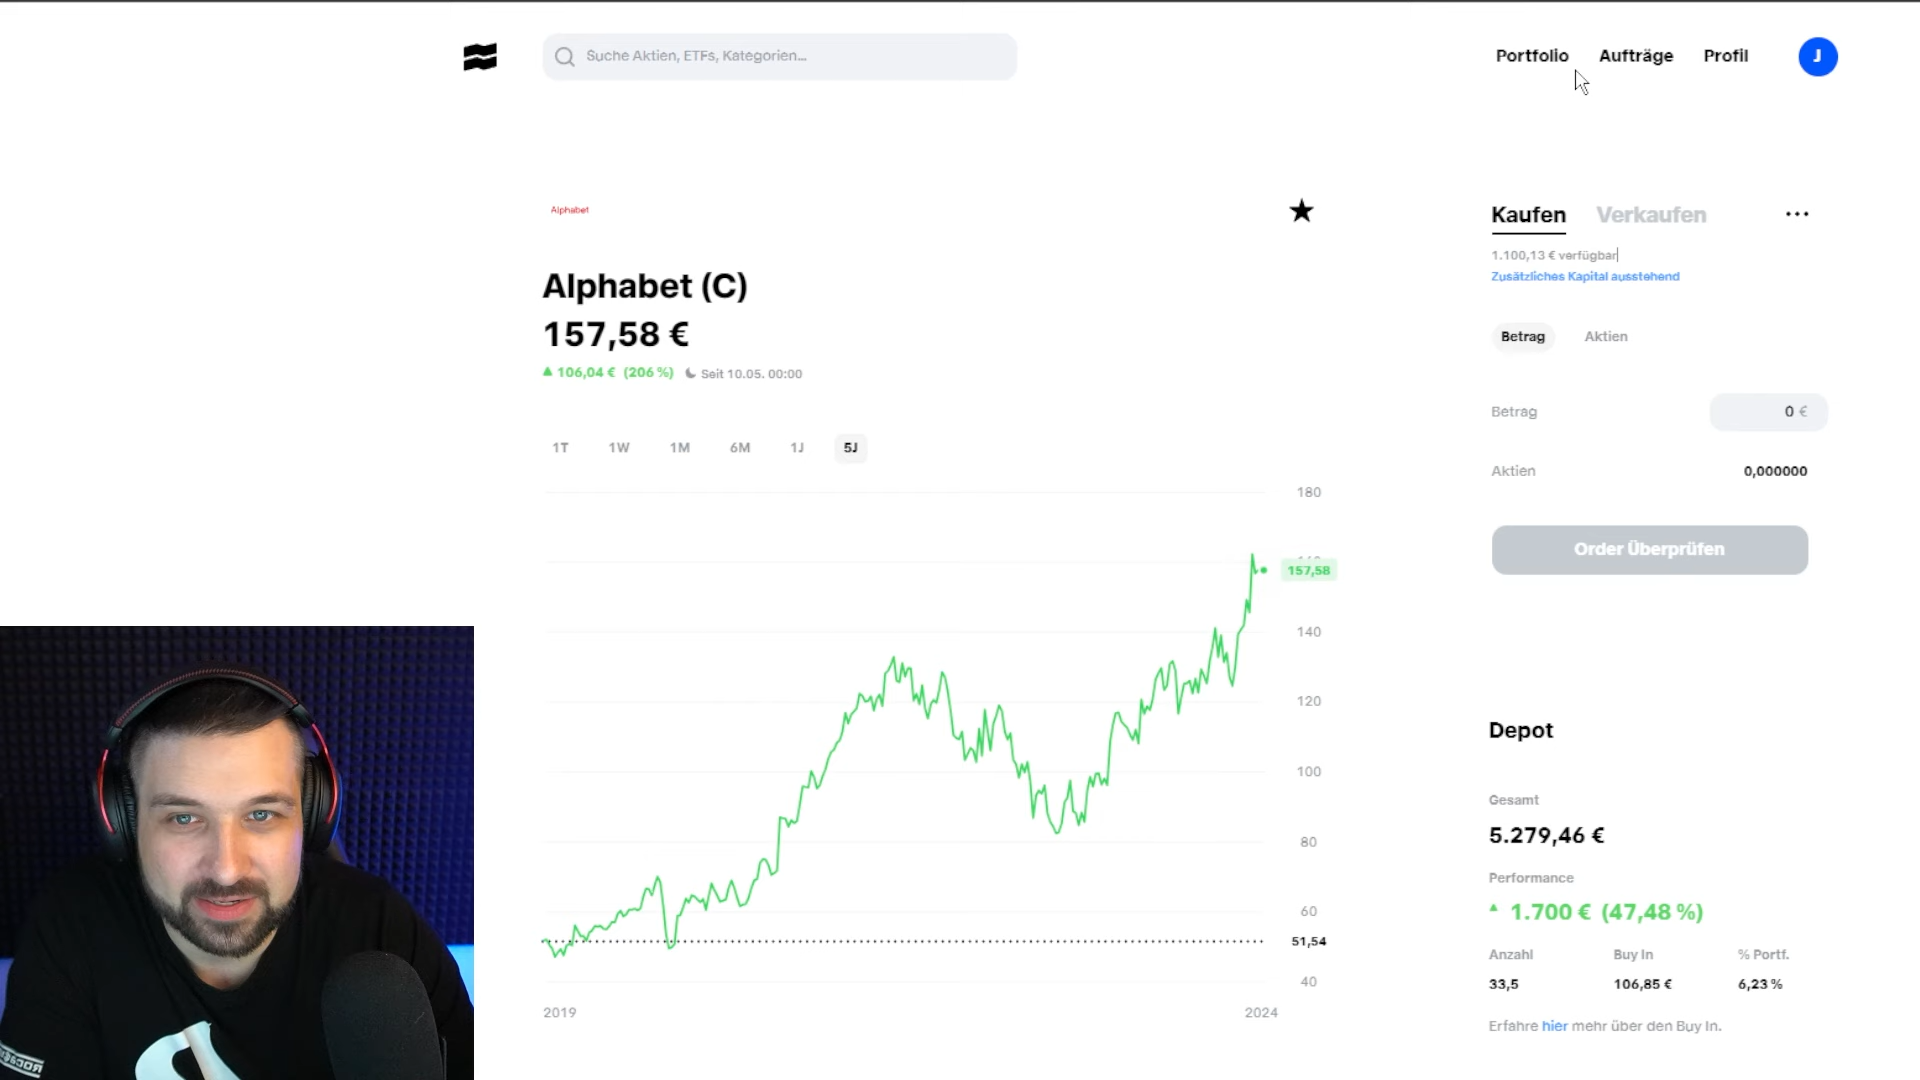 Suche Aktien, ETFs, Kategorien...
Portfolio
Aufträge
Profil
J
Alphabet
Alphabet (C)
157,58 €
106,04 € (206 %) Seit 10.05. 00:00
1T 1W 1M 6M 1J 5J
180
157,58
140
120
100
80
60
51,54
40
2019
2024
Kaufen Verkaufen
1.100,13 € verfügbar
Zusätzliches Kapital ausstehend
Betrag Aktien
Betrag 0 €
Aktien 0,000000
Order Überprüfen
Depot
Gesamt
5.279,46 €
Performance
1.700 € (47,48 %)
Anzahl Buy In % Portf.
33,5 106,85 € 6,23 %
Erfahre hier mehr über den Buy In.